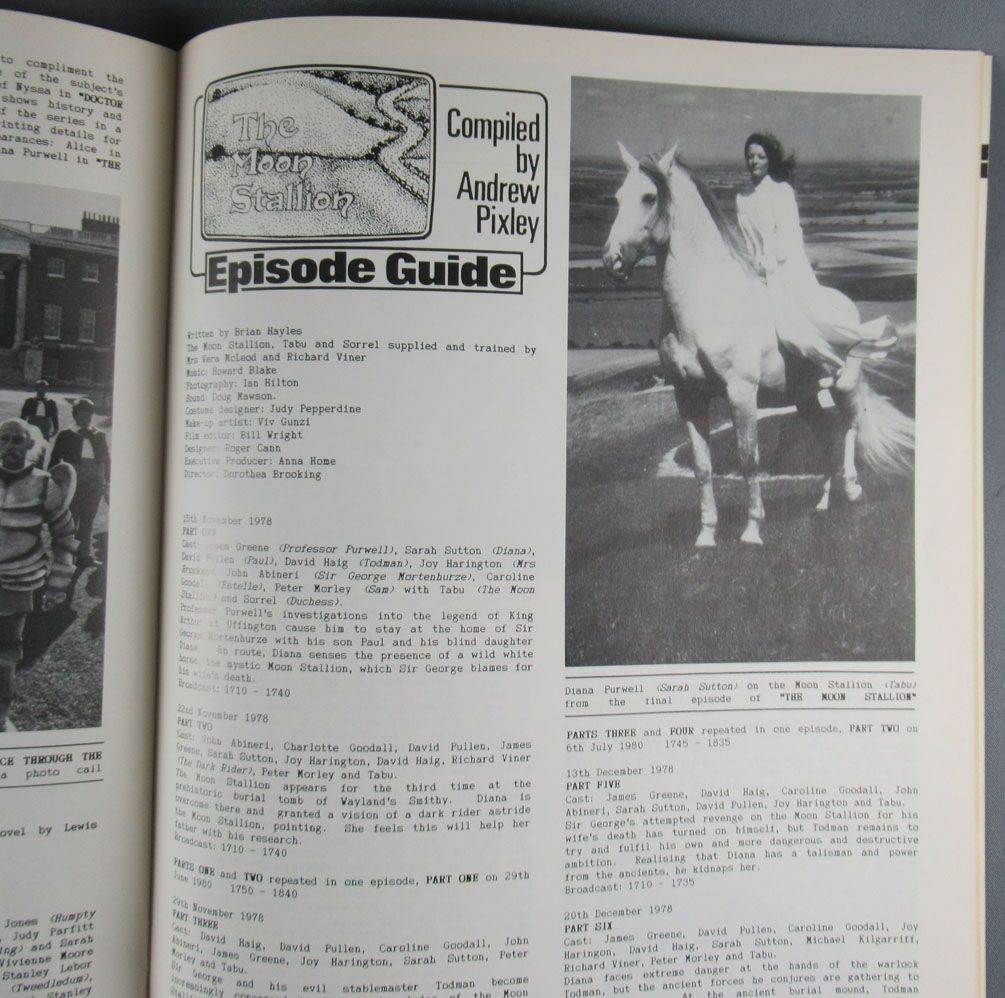 to compliment the
of the subject's
of Nyssa in "DOCTOR
shows history and
the series in a
details for
Alice in
Purwell in "THE
CE THROUGH THE
a photo call
ovel by Lewis
Jones (Humpty
Judy Parfitt
and Sarah
Vivienne Moore
Stanley Lebor
(Tweedledum),
Stanley
The
Moon
Stallion
Compiled
by
Andrew
Pixley
Episode Guide
Written by Brian Hayles
The Moon Stallion, Tabu and Sorrel supplied and trained by
Mrs Vera McLeod and Richard Viner
Music: Howard Blake
Photography: Ian Hilton
Sound: Doug Mawson.
Costume designer: Judy Pepperdine
Make-up artist: Viv Gunzi
Film editor: Bill Wright
Designer: Roger Cann
Executive Producer: Anna Home
Director: Dorothea Brooking
15th November 1978
PART ONE
Cast: James Greene (Professor Purwell), Sarah Sutton (Diana),
David Pullen (Paul), David Haig (Todman), Joy Harington (Mrs
John Abineri (Sir George Mortenhurze), Caroline
Goodall (Estelle), Peter Morley (Sam) with Tabu (The Moon
Stallion) and Sorrel (Duchess).
Professor Purwell's investigations into the legend of King
Arthur at Uffington cause him to stay at the home of Sir
George Mortenhurze with his son Paul and his blind daughter
Diana. En route, Diana senses the presence of a wild white
horse, the mystic Moon Stallion, which Sir George blames for
his wife's death.
Broadcast: 1710 - 1740
22nd November 1978
PART TWO
Cast: John Abineri, Charlotte Goodall, David Pullen, James
Greene, Sarah Sutton, Joy Harington, David Haig, Richard Viner
(The Dark Rider), Peter Morley and Tabu.
The Moon Stallion appears for the third time at the
prehistoric burial tomb of Wayland's Smithy. Diana is
overcome there and granted a vision of a dark rider astride
the Moon Stallion, pointing. She feels this will help her
father with his research.
Broadcast: 1710 - 1740
PARTS ONE and TWO repeated in one episode, PART ONE on 29th
June 1980 1750 - 1840
29th November 1978
PART THREE
Cast: David Haig, David Pullen, Caroline Goodall, John
Abineri, James Greene, Joy Harington, Sarah Sutton, Peter
Morley and Tabu.
Sir George and his evil stablemaster Todman become
increasingly of the Moon
Diana Purwell (Sarah Sutton) on the Moon Stallion (Tabu)
from the final episode of "THE MOON STALLION"
PARTS THREE and FOUR repeated in one episode, PART TWO on
6th July 1980 1745 - 1835
13th December 1978
PART FIVE
Cast: James Greene, David Haig, Caroline Goodall, John
Abineri, Sarah Sutton, David Pullen, Joy Harington and Tabu.
Sir George's attempted revenge on the Moon Stallion for his
wife's death has turned on himself, but Todman remains to
try and fulfil his own and more dangerous and destructive
ambition. Realising that Diana has a talisman and power
from the ancients, he kidnaps her.
Broadcast: 1710 - 1735
20th December 1978
PART SIX
Cast: James Greene, David Pullen, Caroline Goodall, Joy
Haringon, David Haig, Sarah Sutton, Michael Kilgarriff,
Richard Viner, Peter Morley and Tabu.
Diana faces extreme danger at the hands of the warlock
Todman, but the ancient forces he conjures are gathering to
At the ancient burial mound, Todman